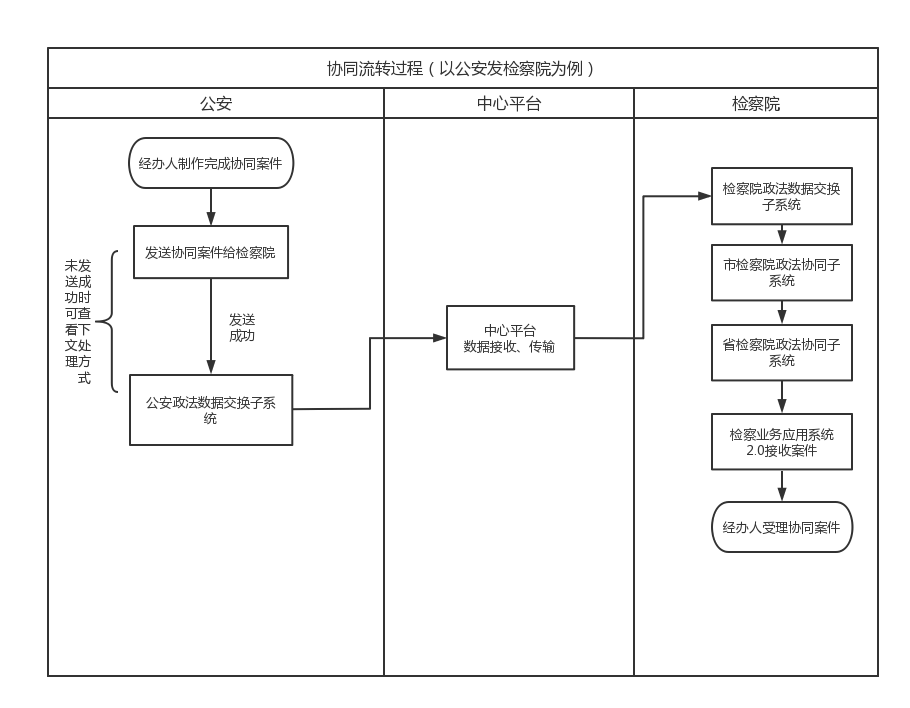 协同流转过程（以公安发检察院为例）
公安
中心平台
检察院
经办人制作完成协同案件
发送协同案件给检察院
未发
送成
功时
可查
看下
文处
理方
式
发送
成功
公安政法数据交换子系
统
中心平台
数据接收、传输
检察院政法数据交换
子系统
市检察院政法协同子
系统
省检察院政法协同子
系统
检察业务应用系统
2.0接收案件
经办人受理协同案件